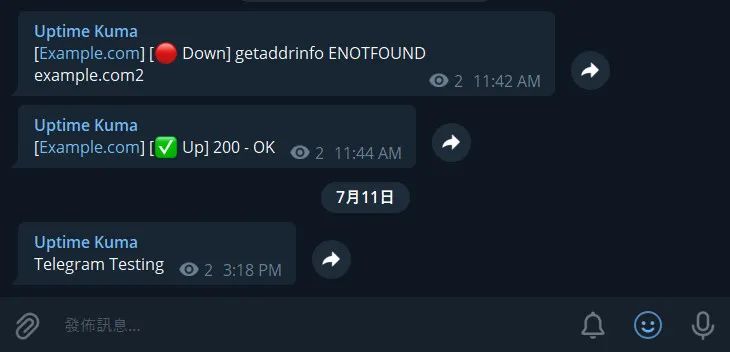 Uptime Kuma
[Example.com] [🔴 Down] getaddrinfo ENOTFOUND
example.com2
2 11:42 AM
Uptime Kuma
[Example.com] [✅ Up] 200 - OK 2 11:44 AM
7月11日
Uptime Kuma
Telegram Testing 2 3:18 PM
發佈訊息...